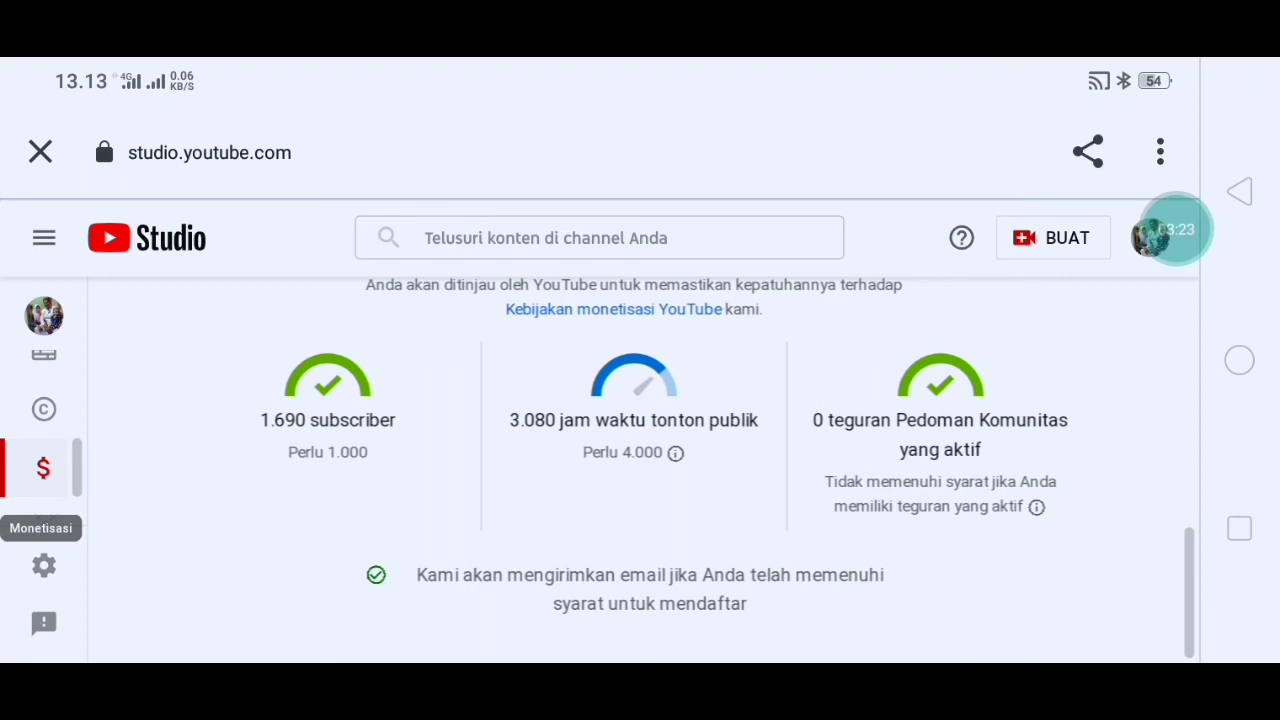 13.13 4G 0.06 KB/S 54
studio.youtube.com
Studio
Telusuri konten di channel Anda
BUAT
03:23
Anda akan ditinjau oleh YouTube untuk memastikan kepatuhannya terhadap
Kebijakan monetisasi YouTube kami.
1.690 subscriber
Perlu 1.000
3.080 jam waktu tonton publik
Perlu 4.000
0 teguran Pedoman Komunitas
yang aktif
Tidak memenuhi syarat jika Anda
memiliki teguran yang aktif
Monetisasi
Kami akan mengirimkan email jika Anda telah memenuhi
syarat untuk mendaftar